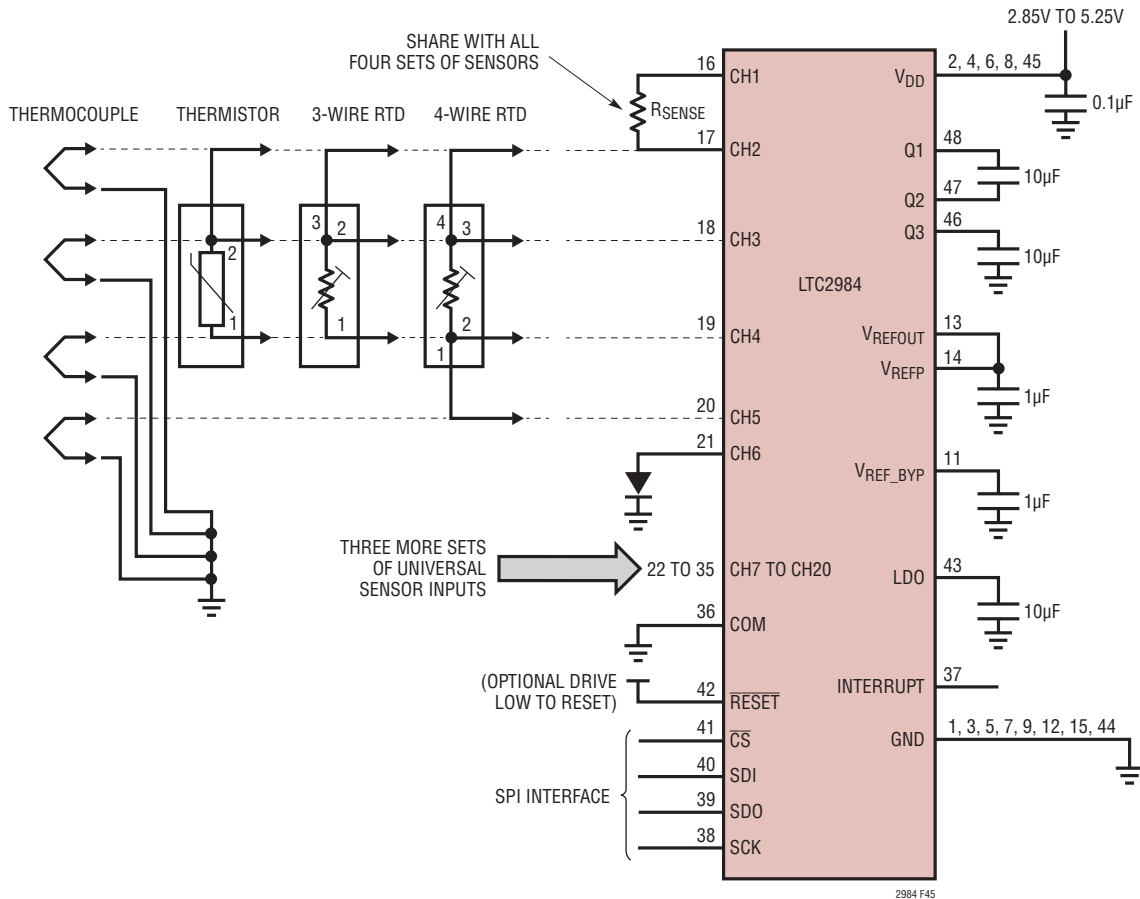 2.85V TO 5.25V
SHARE WITH ALL
FOUR SETS OF SENSORS
16
CH1
VDD
2, 4, 6, 8, 45
0.1µF
RSENSE
THERMOCOUPLE
THERMISTOR
3-WIRE RTD
4-WIRE RTD
17
CH2
Q1
48
10µF
Q2
47
3
2
4
3
18
CH3
Q3
46
10µF
2
LTC2984
1
1
2
1
19
CH4
VREFOUT
13
VREFP
14
1µF
20
CH5
21
CH6
VREF_BYP
11
1µF
THREE MORE SETS
OF UNIVERSAL
SENSOR INPUTS
22 TO 35
CH7 TO CH20
LDO
43
10µF
36
COM
(OPTIONAL DRIVE
LOW TO RESET)
42
RESET
INTERRUPT
37
41
CS
GND
1, 3, 5, 7, 9, 12, 15, 44
SPI INTERFACE
40
SDI
39
SDO
38
SCK
2984 F45